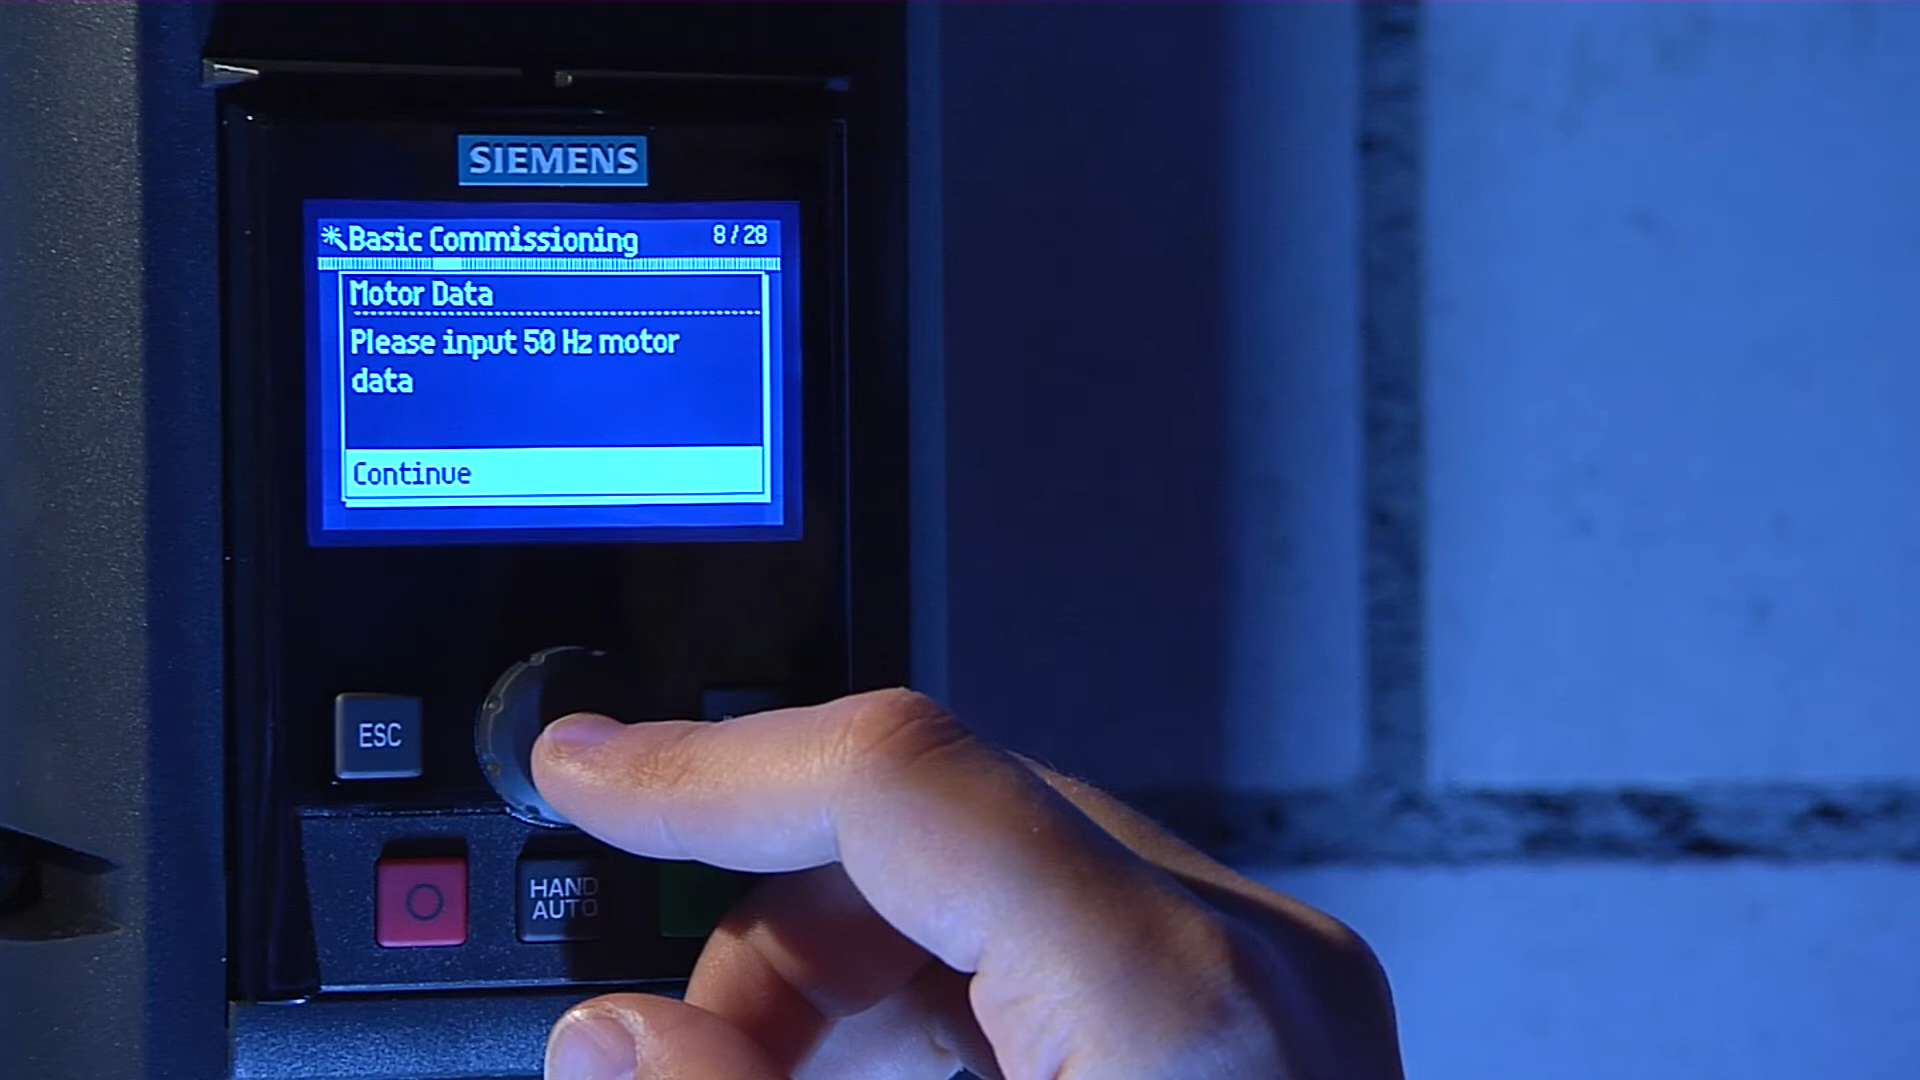 SIEMENS
Basic Commissioning 8/28
Motor Data
Please input 50 Hz motor
data
Continue
ESC
HAND
AUTO